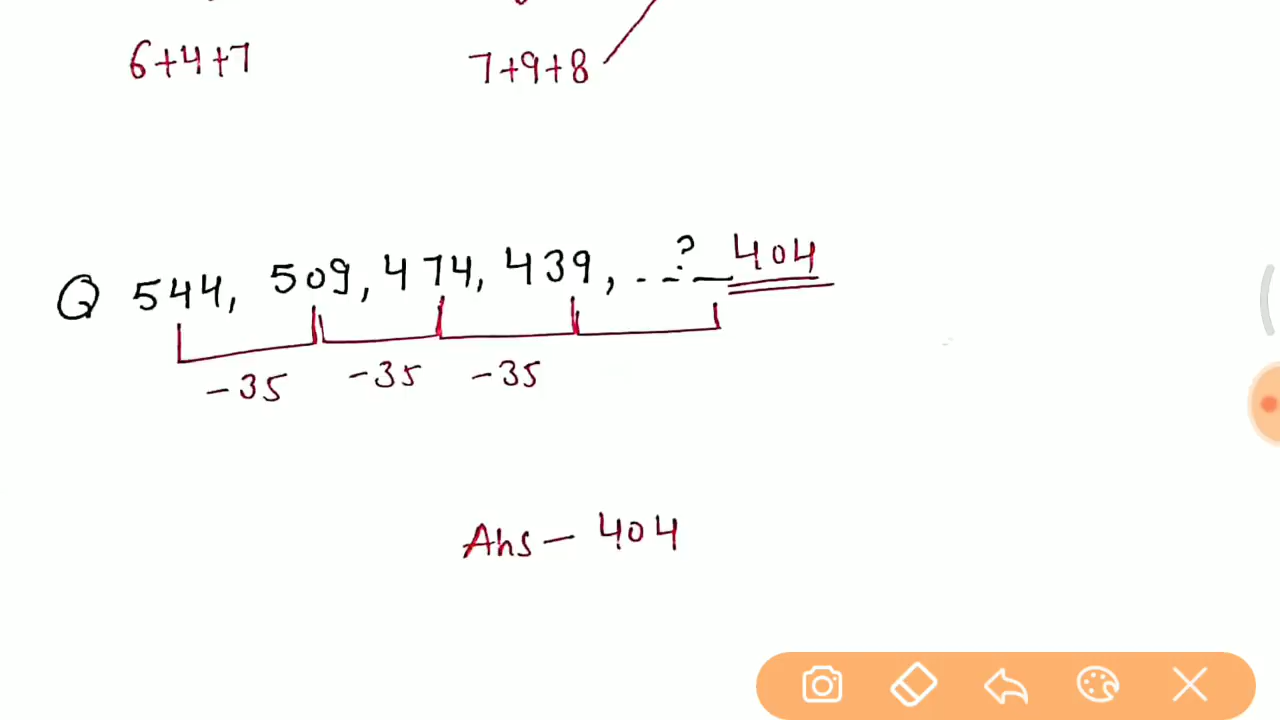 6+4+7 7+9+8
Q 544, 509, 474, 439, ...? 404
-35 -35 -35
Ans - 404